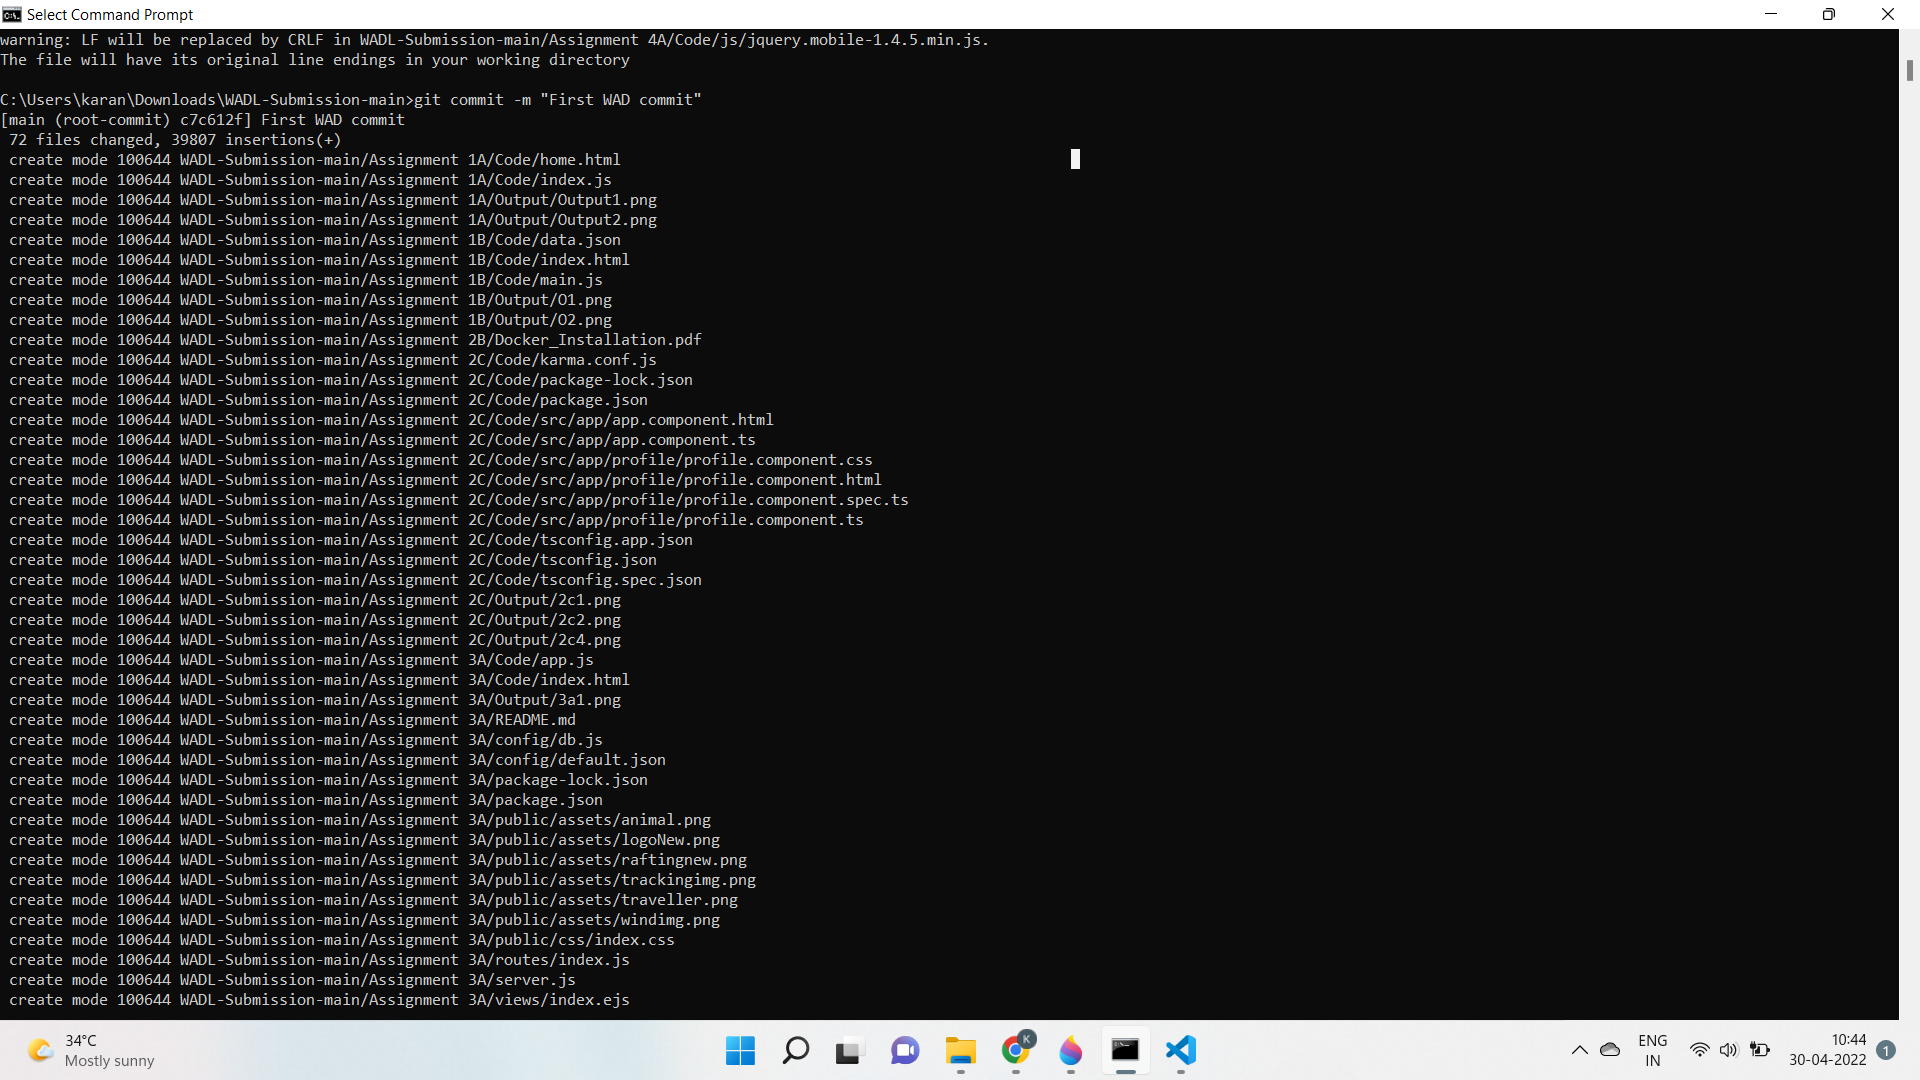 Select Command Prompt
warning: LF will be replaced by CRLF in WADL-Submission-main/Assignment 4A/Code/js/jquery.mobile-1.4.5.min.js.
The file will have its original line endings in your working directory
C:\Users\karan\Downloads\WADL-Submission-main>git commit -m "First WAD commit"
[main (root-commit) c7c612f] First WAD commit
72 files changed, 39807 insertions(+)
create mode 100644 WADL-Submission-main/Assignment 1A/Code/home.html
create mode 100644 WADL-Submission-main/Assignment 1A/Code/index.js
create mode 100644 WADL-Submission-main/Assignment 1A/Output/Output1.png
create mode 100644 WADL-Submission-main/Assignment 1A/Output/Output2.png
create mode 100644 WADL-Submission-main/Assignment 1B/Code/data.json
create mode 100644 WADL-Submission-main/Assignment 1B/Code/index.html
create mode 100644 WADL-Submission-main/Assignment 1B/Code/main.js
create mode 100644 WADL-Submission-main/Assignment 1B/Output/O1.png
create mode 100644 WADL-Submission-main/Assignment 1B/Output/O2.png
create mode 100644 WADL-Submission-main/Assignment 2B/Docker_Installation.pdf
create mode 100644 WADL-Submission-main/Assignment 2C/Code/karma.conf.js
create mode 100644 WADL-Submission-main/Assignment 2C/Code/package-lock.json
create mode 100644 WADL-Submission-main/Assignment 2C/Code/package.json
create mode 100644 WADL-Submission-main/Assignment 2C/Code/src/app/app.component.html
create mode 100644 WADL-Submission-main/Assignment 2C/Code/src/app/app.component.ts
create mode 100644 WADL-Submission-main/Assignment 2C/Code/src/app/profile/profile.component.css
create mode 100644 WADL-Submission-main/Assignment 2C/Code/src/app/profile/profile.component.html
create mode 100644 WADL-Submission-main/Assignment 2C/Code/src/app/profile/profile.component.spec.ts
create mode 100644 WADL-Submission-main/Assignment 2C/Code/src/app/profile/profile.component.ts
create mode 100644 WADL-Submission-main/Assignment 2C/Code/tsconfig.app.json
create mode 100644 WADL-Submission-main/Assignment 2C/Code/tsconfig.json
create mode 100644 WADL-Submission-main/Assignment 2C/Code/tsconfig.spec.json
create mode 100644 WADL-Submission-main/Assignment 2C/Output/2c1.png
create mode 100644 WADL-Submission-main/Assignment 2C/Output/2c2.png
create mode 100644 WADL-Submission-main/Assignment 2C/Output/2c4.png
create mode 100644 WADL-Submission-main/Assignment 3A/Code/app.js
create mode 100644 WADL-Submission-main/Assignment 3A/Code/index.html
create mode 100644 WADL-Submission-main/Assignment 3A/Output/3a1.png
create mode 100644 WADL-Submission-main/Assignment 3A/README.md
create mode 100644 WADL-Submission-main/Assignment 3A/config/db.js
create mode 100644 WADL-Submission-main/Assignment 3A/config/default.json
create mode 100644 WADL-Submission-main/Assignment 3A/package-lock.json
create mode 100644 WADL-Submission-main/Assignment 3A/package.json
create mode 100644 WADL-Submission-main/Assignment 3A/public/assets/animal.png
create mode 100644 WADL-Submission-main/Assignment 3A/public/assets/logoNew.png
create mode 100644 WADL-Submission-main/Assignment 3A/public/assets/raftingnew.png
create mode 100644 WADL-Submission-main/Assignment 3A/public/assets/trackingimg.png
create mode 100644 WADL-Submission-main/Assignment 3A/public/assets/traveller.png
create mode 100644 WADL-Submission-main/Assignment 3A/public/assets/windimg.png
create mode 100644 WADL-Submission-main/Assignment 3A/public/css/index.css
create mode 100644 WADL-Submission-main/Assignment 3A/routes/index.js
create mode 100644 WADL-Submission-main/Assignment 3A/server.js
create mode 100644 WADL-Submission-main/Assignment 3A/views/index.ejs
34°C
Mostly sunny
K
ENG
IN
10:44
30-04-2022
1